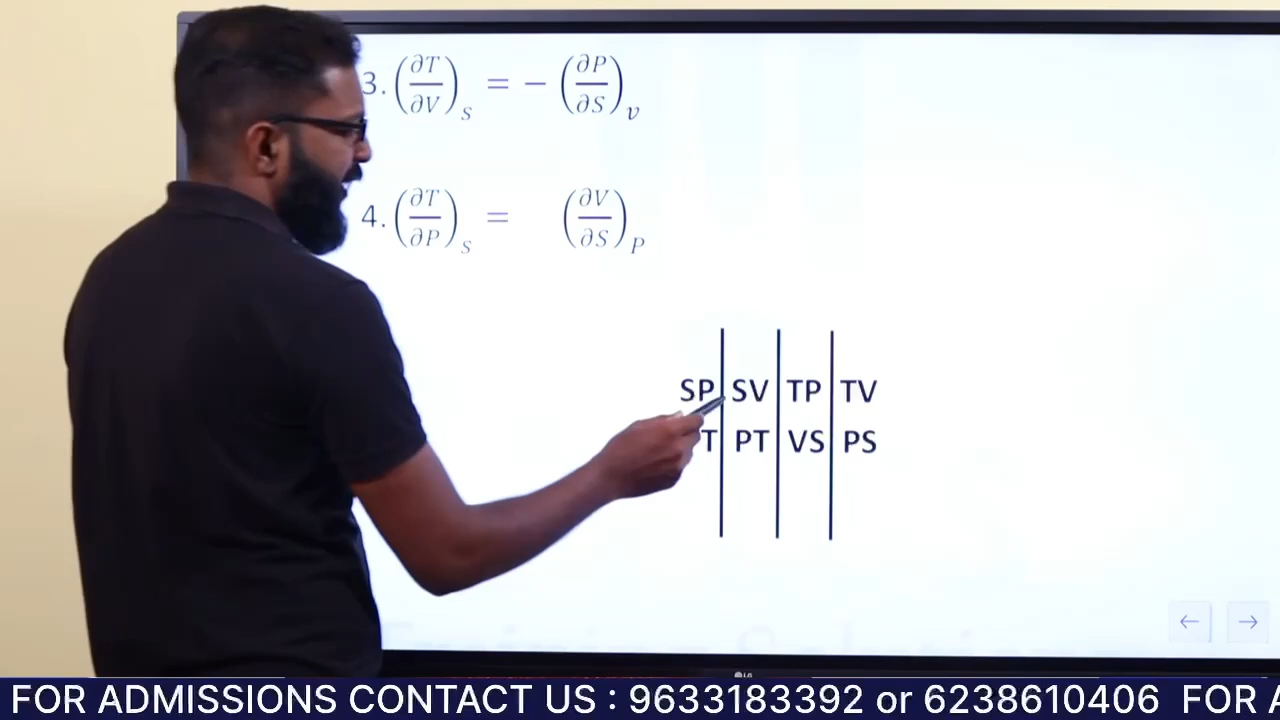 3. (∂T/∂V)_S = − (∂P/∂S)_v
4. (∂T/∂P)_S = (∂V/∂S)_P
SP | SV | TP | TV
T | PT | VS | PS
← →
LG
FOR ADMISSIONS CONTACT US : 9633183392 or 6238610406 FOR A